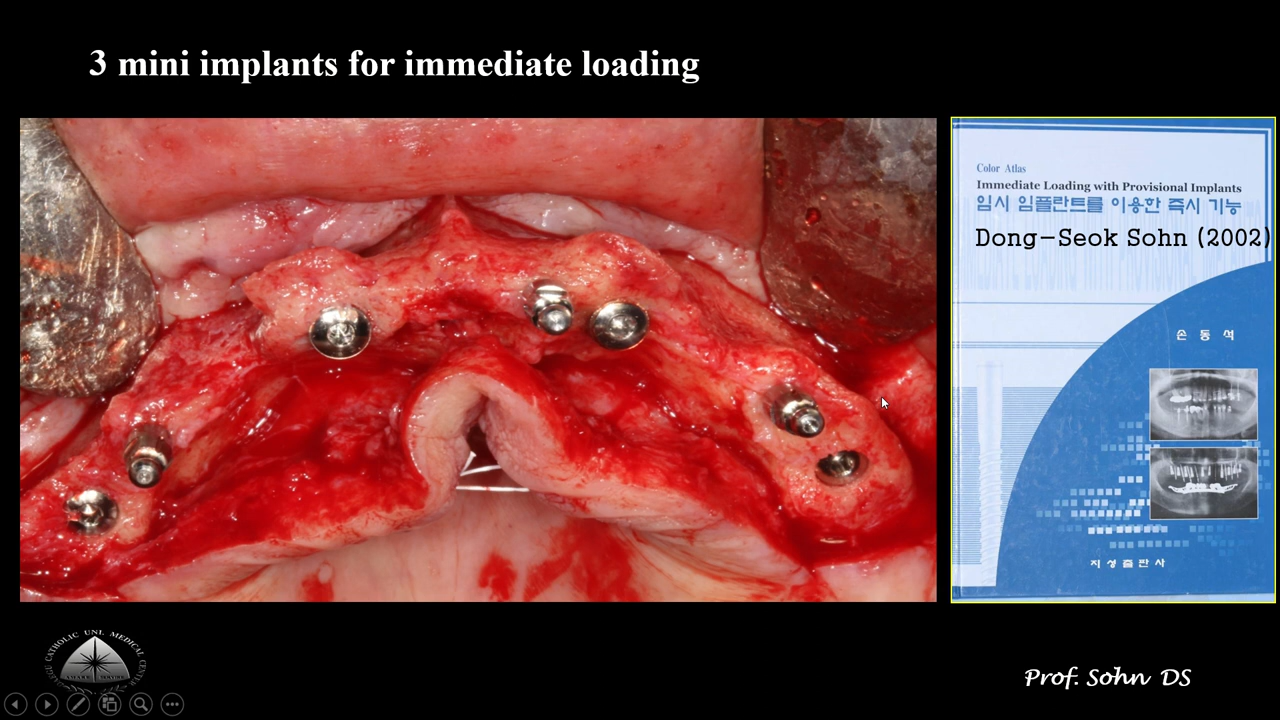 3 mini implants for immediate loading
Color Atlas
Immediate Loading with Provisional Implants
임시 임플란트를 이용한 즉시 기능
Dong-Seok Sohn (2002)
손 동 석
지성출판사
Prof. Sohn DS